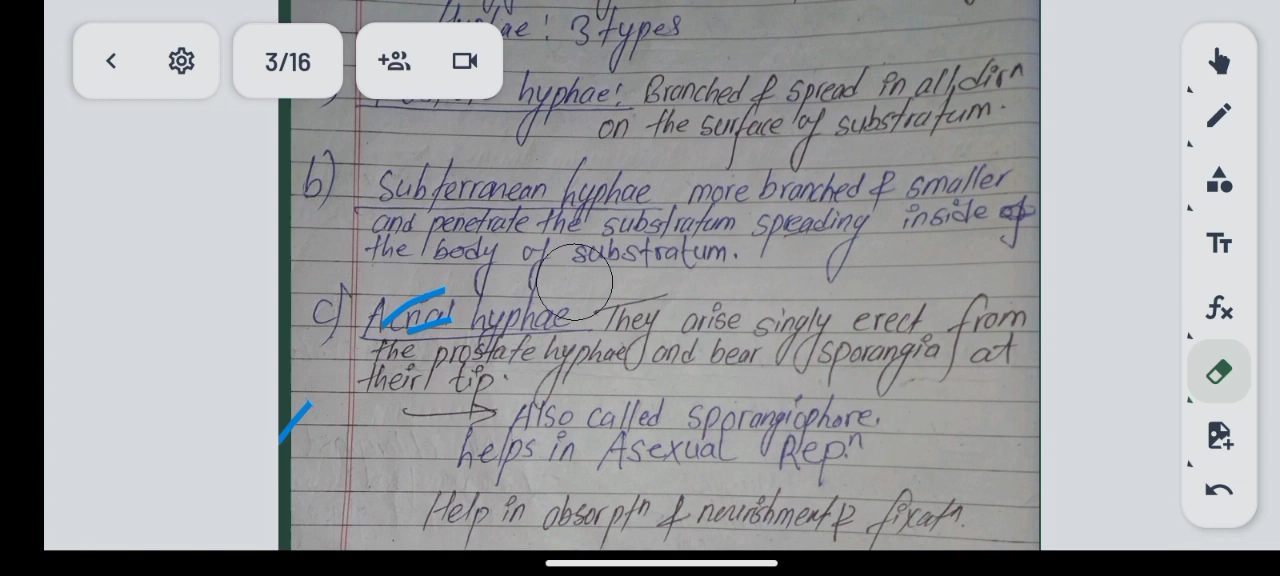 3/16
ae: 3 types
hyphae: Branched & spread in all dirn
on the surface of substratum.
b) Subterranean hyphae more branched & smaller
and penetrate the substratum spreading inside of
the body of substratum.
c) Aerial hyphae They arise singly erect from
the prostate hyphae and bear sporangia at
their tip.
→ Also called sporangiophore.
helps in Asexual Rep.n
Help in absorptn & nourishment & fixatn.
Tт
fx